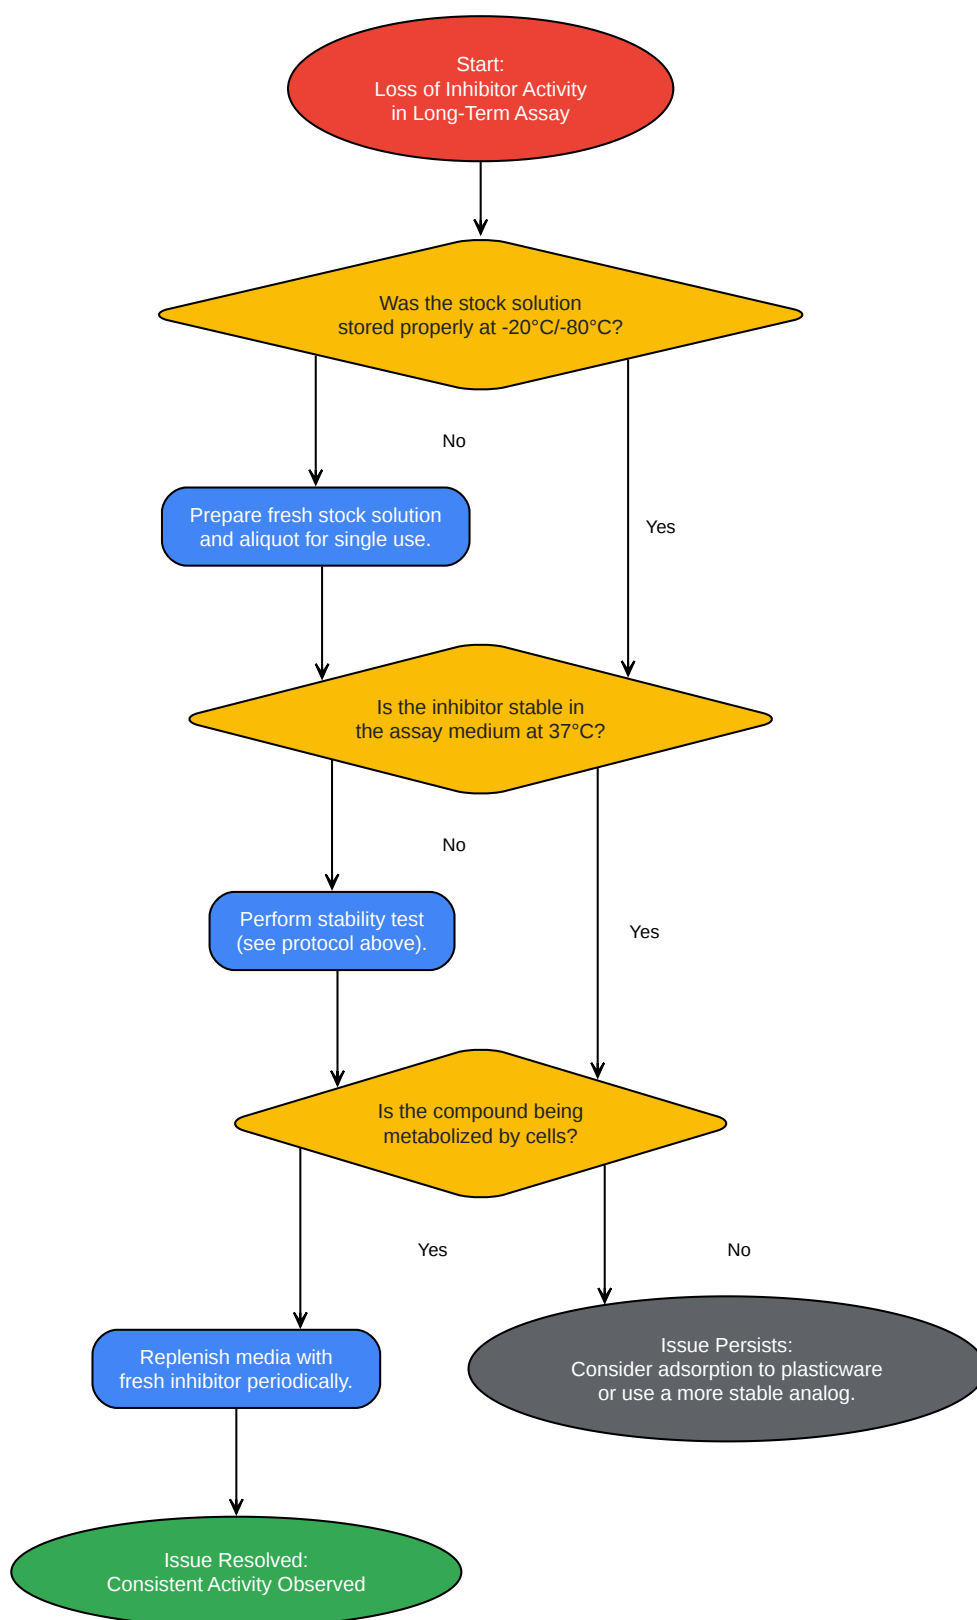 Start:
Loss of Inhibitor Activity
in Long-Term Assay
Was the stock solution
stored properly at -20°C/-80°C?
No
Yes
Prepare fresh stock solution
and aliquot for single use.
Is the inhibitor stable in
the assay medium at 37°C?
No
Yes
Perform stability test
(see protocol above).
Is the compound being
metabolized by cells?
Yes
No
Replenish media with
fresh inhibitor periodically.
Issue Persists:
Consider adsorption to plasticware
or use a more stable analog.
Issue Resolved:
Consistent Activity Observed